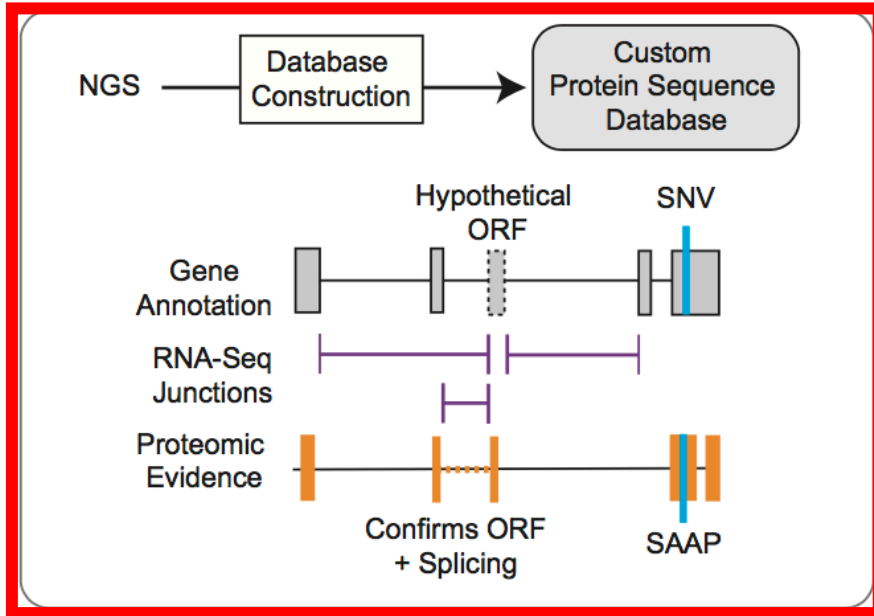 NGS
Database
Construction
Custom
Protein Sequence
Database
Hypothetical
ORF
SNV
Gene
Annotation
RNA-Seq
Junctions
Proteomic
Evidence
Confirms ORF
+ Splicing
SAAP